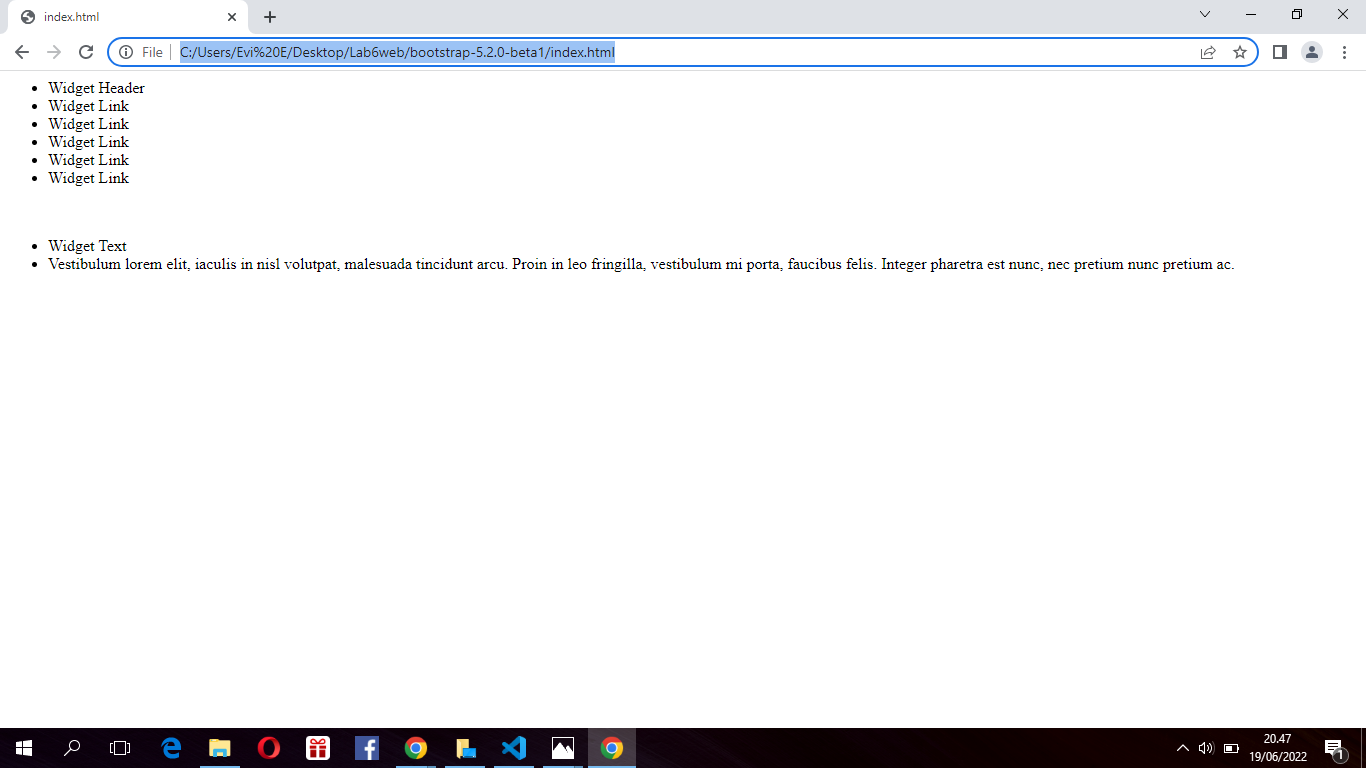 index.html
File
C:/Users/Evi%20E/Desktop/Lab6web/bootstrap-5.2.0-beta1/index.html
Widget Header
Widget Link
Widget Link
Widget Link
Widget Link
Widget Link
Widget Text
Vestibulum lorem elit, iaculis in nisl volutpat, malesuada tincidunt arcu. Proin in leo fringilla, vestibulum mi porta, faucibus felis. Integer pharetra est nunc, nec pretium nunc pretium ac.
20.47
19/06/2022
1